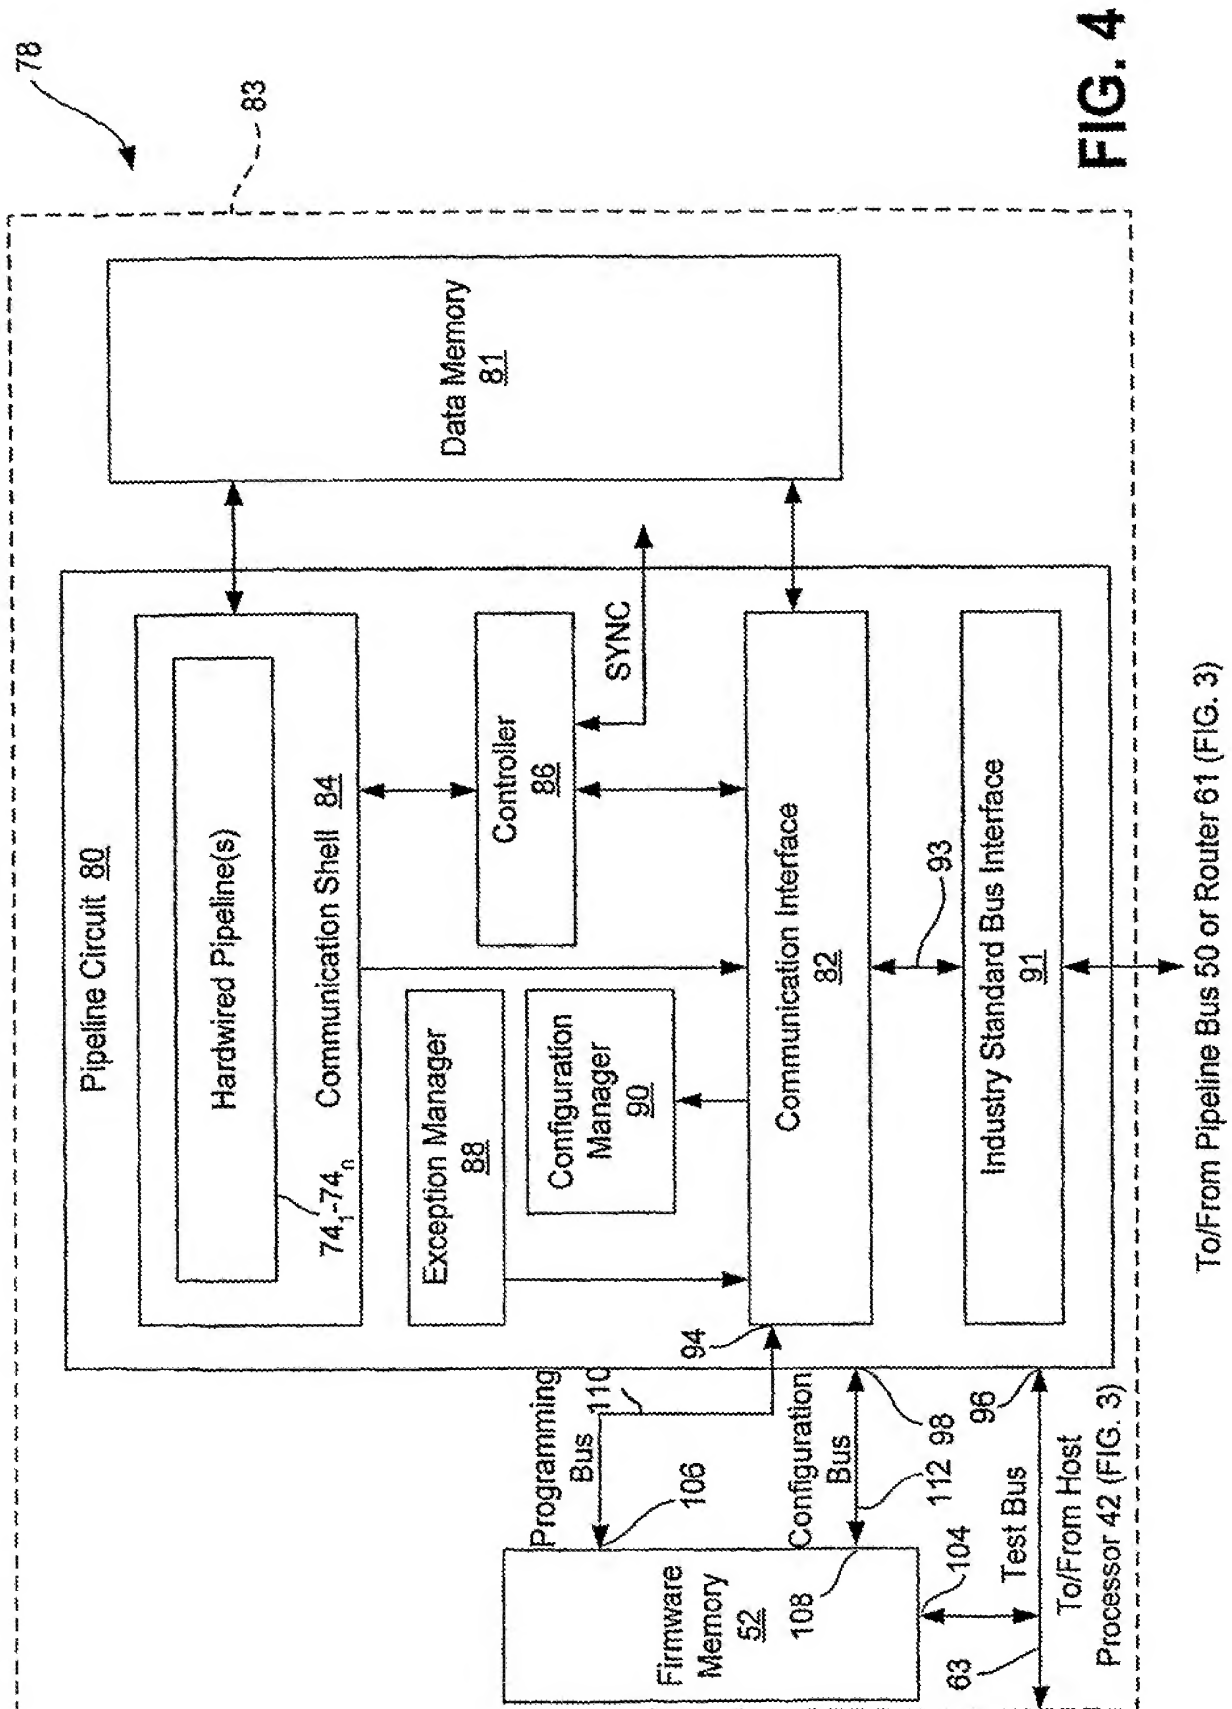 78
83
Pipeline Circuit 80
Hardwired Pipeline(s)
74₁-74ₙ
Communication Shell 84
Data Memory
81
Exception Manager
88
Controller
86
SYNC
Configuration
Manager
90
Programming
Bus
110
94
106
Firmware
Memory
52
Communication Interface
82
Configuration
Bus
108
112
98
93
104
Test Bus
96
Industry Standard Bus Interface
91
63
To/From Host
Processor 42 (FIG. 3)
To/From Pipeline Bus 50 or Router 61 (FIG. 3)
FIG. 4